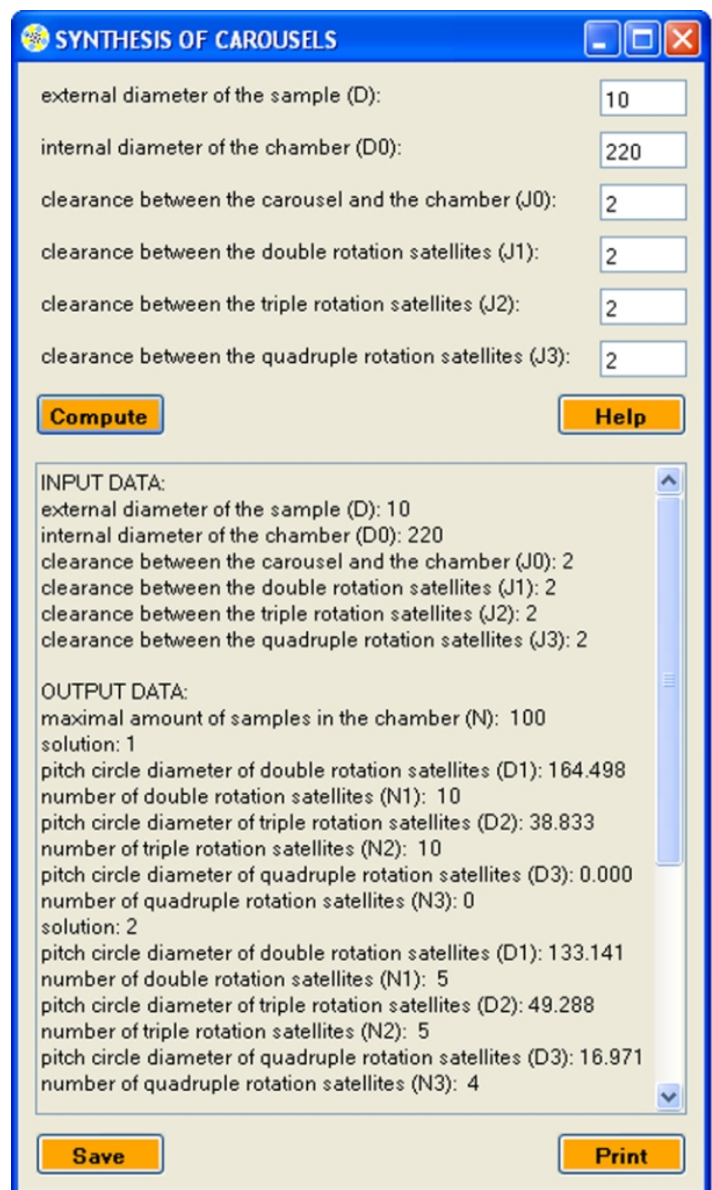 SYNTHESIS OF CAROUSELS
external diameter of the sample (D): 10
internal diameter of the chamber (D0): 220
clearance between the carousel and the chamber (J0): 2
clearance between the double rotation satellites (J1): 2
clearance between the triple rotation satellites (J2): 2
clearance between the quadruple rotation satellites (J3): 2
Compute Help
INPUT DATA:
external diameter of the sample (D): 10
internal diameter of the chamber (D0): 220
clearance between the carousel and the chamber (J0): 2
clearance between the double rotation satellites (J1): 2
clearance between the triple rotation satellites (J2): 2
clearance between the quadruple rotation satellites (J3): 2
OUTPUT DATA:
maximal amount of samples in the chamber (N): 100
solution: 1
pitch circle diameter of double rotation satellites (D1): 164.498
number of double rotation satellites (N1): 10
pitch circle diameter of triple rotation satellites (D2): 38.833
number of triple rotation satellites (N2): 10
pitch circle diameter of quadruple rotation satellites (D3): 0.000
number of quadruple rotation satellites (N3): 0
solution: 2
pitch circle diameter of double rotation satellites (D1): 133.141
number of double rotation satellites (N1): 5
pitch circle diameter of triple rotation satellites (D2): 49.288
number of triple rotation satellites (N2): 5
pitch circle diameter of quadruple rotation satellites (D3): 16.971
number of quadruple rotation satellites (N3): 4
Save Print